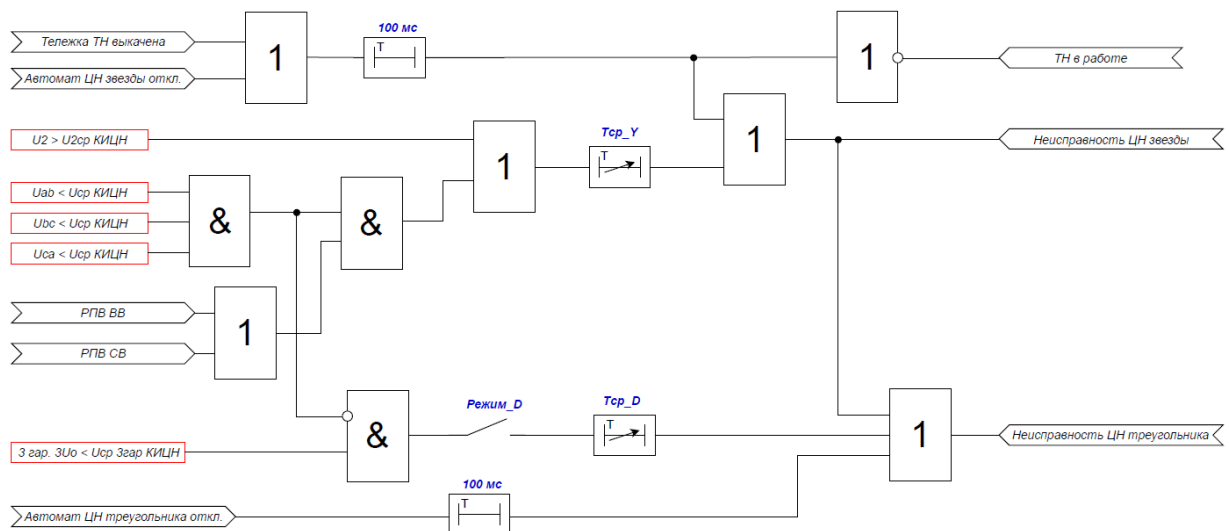 100 мс
Тележка ТН выкачена
1
T
1
ТН в работе
Автомат ЦН звезды откл.
U2 > U2ср КИЦН
1
Tср_Y
T
1
Неисправность ЦН звезды
Uab < Uср КИЦН
Ubc < Uср КИЦН
Uca < Uср КИЦН
&
&
РПВ ВВ
РПВ СВ
1
Режим_D
Tср_D
&
T
1
Неисправность ЦН треугольника
3 гар. 3Uo < Uср 3гар КИЦН
100 мс
T
Автомат ЦН треугольника откл.